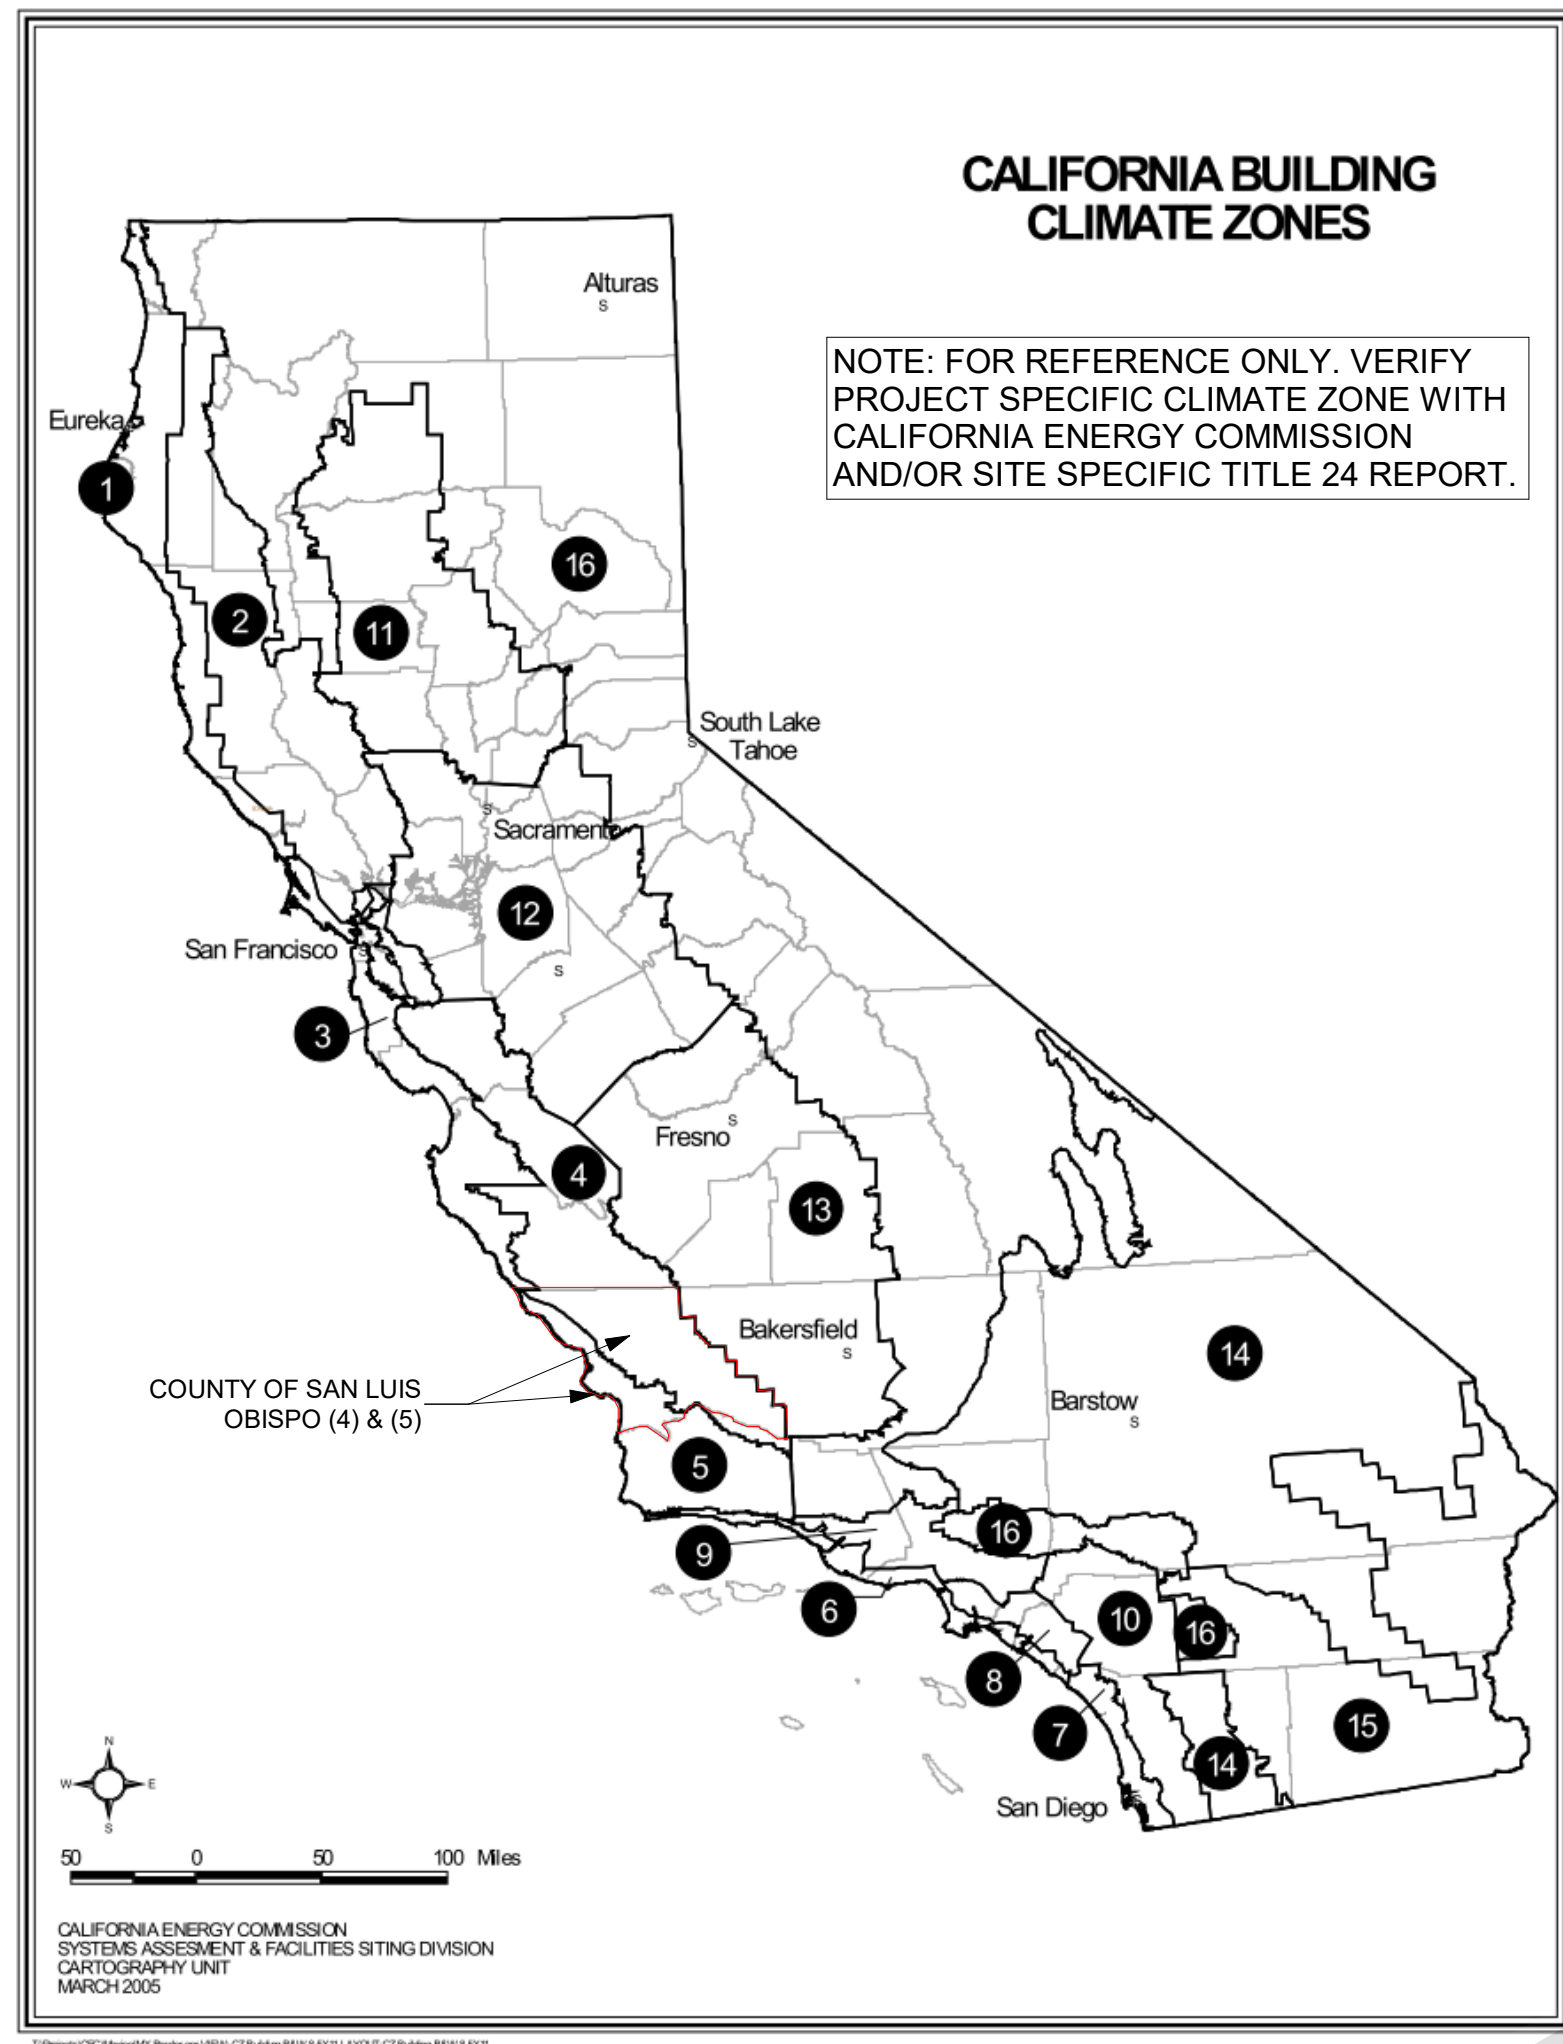 CALIFORNIA BUILDING
CLIMATE ZONES
Alturas
S
NOTE: FOR REFERENCE ONLY. VERIFY
PROJECT SPECIFIC CLIMATE ZONE WITH
CALIFORNIA ENERGY COMMISSION
AND/OR SITE SPECIFIC TITLE 24 REPORT.
Eureka
1
16
2
11
South Lake
Tahoe
S
S
Sacramento
12
San Francisco
S
S
3
S
Fresno
4
13
Bakersfield
S
14
COUNTY OF SAN LUIS
OBISPO (4) & (5)
Barstow
S
5
16
9
6
10
16
8
7
15
14
San Diego
S
N
W
E
S
50 0 50 100 Miles
CALIFORNIA ENERGY COMMISSION
SYSTEMS ASSESMENT & FACILITIES SITING DIVISION
CARTOGRAPHY UNIT
MARCH 2005